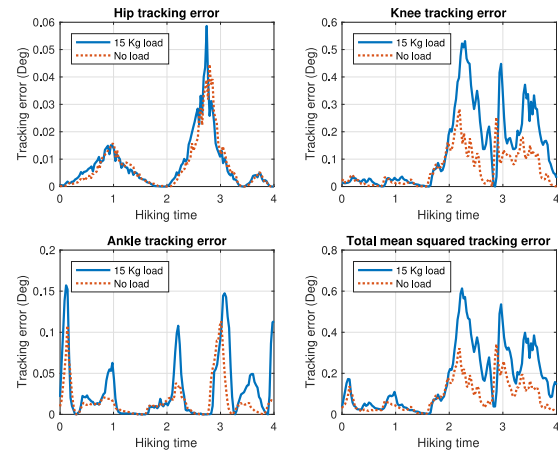 Hip tracking error
0.06
0.05
0.04
0.03
0.02
0.01
0
Tracking error (Deg)
15 Kg load
No load
0 1 2 3 4
Hiking time
Knee tracking error
0.6
0.5
0.4
0.3
0.2
0.1
0
Tracking error (Deg)
15 Kg load
No load
0 1 2 3 4
Hiking time
Ankle tracking error
0.2
0.15
0.1
0.05
0
Tracking error (Deg)
15 Kg load
No load
0 1 2 3 4
Hiking time
Total mean squared tracking error
0.8
0.6
0.4
0.2
0
Tracking error (Deg)
15 Kg load
No load
0 1 2 3 4
Hiking time